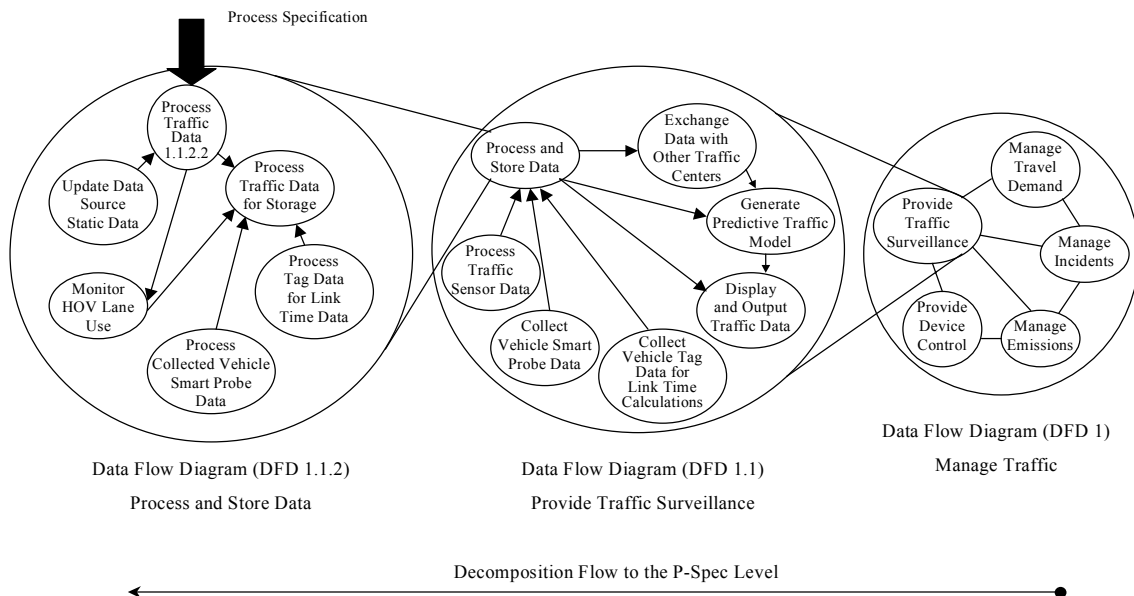 Process Specification
Process
Traffic
Data
1.1.2.2
Update Data
Source
Static Data
Process
Traffic Data
for Storage
Monitor
HOV Lane
Use
Process
Tag Data
for Link
Time Data
Process
Collected Vehicle
Smart Probe
Data
Data Flow Diagram (DFD 1.1.2)
Process and Store Data
Process and
Store Data
Exchange
Data with
Other Traffic
Centers
Generate
Predictive Traffic
Model
Process
Traffic
Sensor Data
Display
and Output
Traffic Data
Collect
Vehicle Smart
Probe Data
Collect
Vehicle Tag
Data for
Link Time
Calculations
Data Flow Diagram (DFD 1.1)
Provide Traffic Surveillance
Manage
Travel
Demand
Provide
Traffic
Surveillance
Manage
Incidents
Provide
Device
Control
Manage
Emissions
Data Flow Diagram (DFD 1)
Manage Traffic
Decomposition Flow to the P-Spec Level